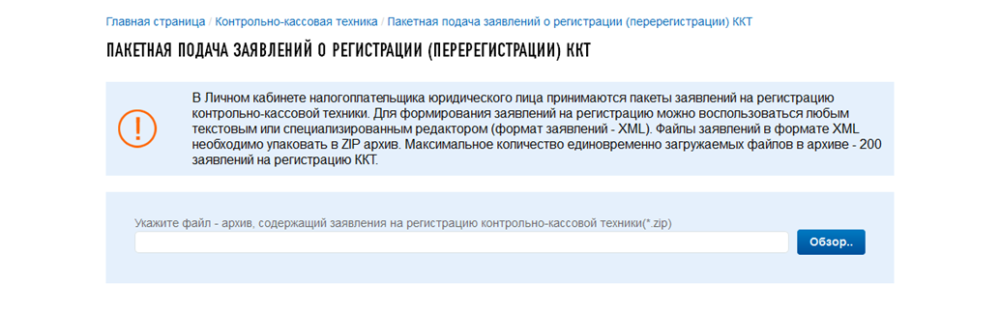 Главная страница / Контрольно-кассовая техника / Пакетная подача заявлений о регистрации (перерегистрации) ККТ
ПАКЕТНАЯ ПОДАЧА ЗАЯВЛЕНИЙ О РЕГИСТРАЦИИ (ПЕРЕРЕГИСТРАЦИИ) ККТ
В Личном кабинете налогоплательщика юридического лица принимаются пакеты заявлений на регистрацию
контрольно-кассовой техники. Для формирования заявлений на регистрацию можно воспользоваться любым
текстовым или специализированным редактором (формат заявлений - XML). Файлы заявлений в формате XML
необходимо упаковать в ZIP архив. Максимальное количество единовременно загружаемых файлов в архиве - 200
заявлений на регистрацию ККТ.
Укажите файл - архив, содержащий заявления на регистрацию контрольно-кассовой техники(*.zip)
Обзор..